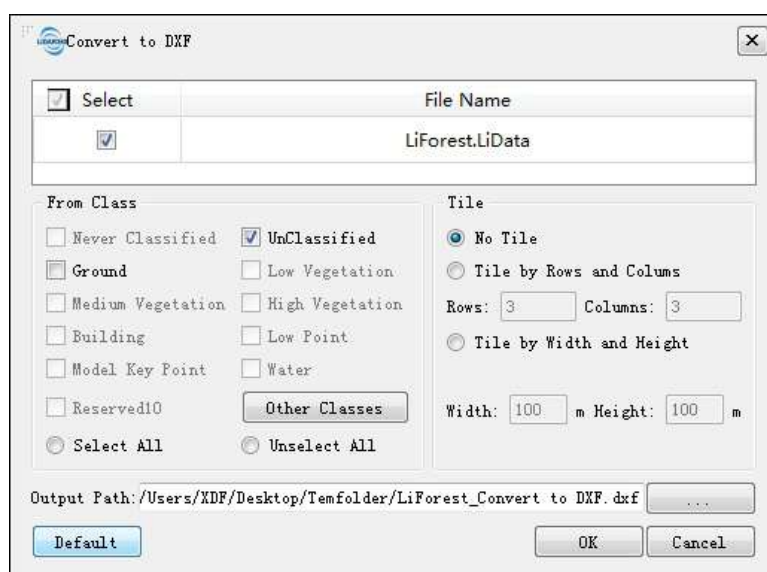 Convert to DXF
Select File Name
LiForest.LiData
From Class
Never Classified UnClassified
Ground Low Vegetation
Medium Vegetation High Vegetation
Building Low Point
Model Key Point Water
Reserved10 Other Classes
Select All Unselect All
Tile
No Tile
Tile by Rows and Colums
Rows: 3 Columns: 3
Tile by Width and Height
Width: 100 m Height: 100 m
Output Path: /Users/XDF/Desktop/Temfolder/LiForest_Convert to DXF.dxf ...
Default OK Cancel